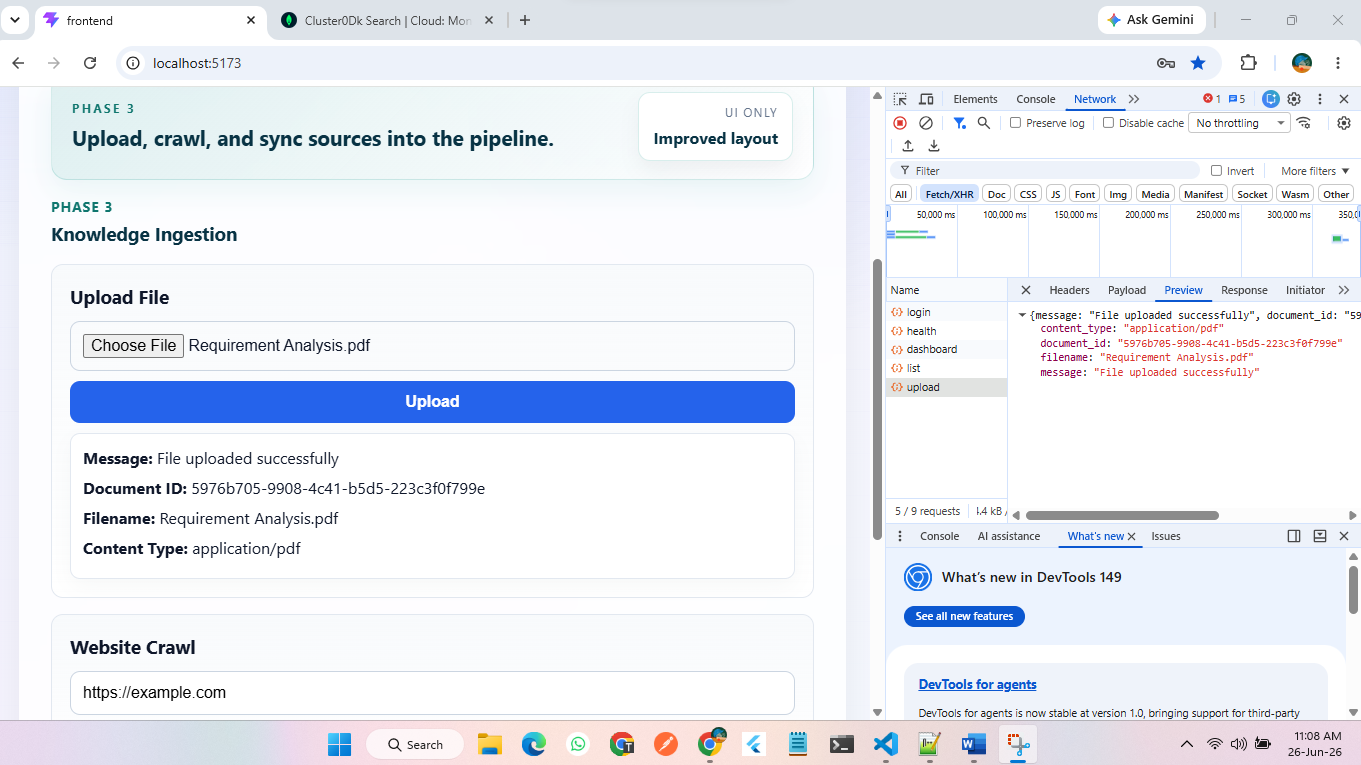 frontend
Cluster0Dk Search | Cloud: Mon
Ask Gemini
localhost:5173
PHASE 3
Upload, crawl, and sync sources into the pipeline.
UI ONLY
Improved layout
PHASE 3
Knowledge Ingestion
Upload File
Choose File Requirement Analysis.pdf
Upload
Message: File uploaded successfully
Document ID: 5976b705-9908-4c41-b5d5-223c3f0f799e
Filename: Requirement Analysis.pdf
Content Type: application/pdf
Website Crawl
https://example.com
Elements Console Network 1 5
Preserve log Disable cache No throttling
Filter Invert More filters
All Fetch/XHR Doc CSS JS Font Img Media Manifest Socket Wasm Other
50,000 ms 100,000 ms 150,000 ms 200,000 ms 250,000 ms 300,000 ms 350,0
Name Headers Payload Preview Response Initiator
login
health
dashboard
list
upload
{message: "File uploaded successfully", document_id: "59
content_type: "application/pdf"
document_id: "5976b705-9908-4c41-b5d5-223c3f0f799e"
filename: "Requirement Analysis.pdf"
message: "File uploaded successfully"
5 / 9 requests .4 kB /
Console AI assistance What's new Issues
What's new in DevTools 149
See all new features
DevTools for agents
DevTools for agents is now stable at version 1.0, bringing support for third-party
Search
11:08 AM
26-Jun-26